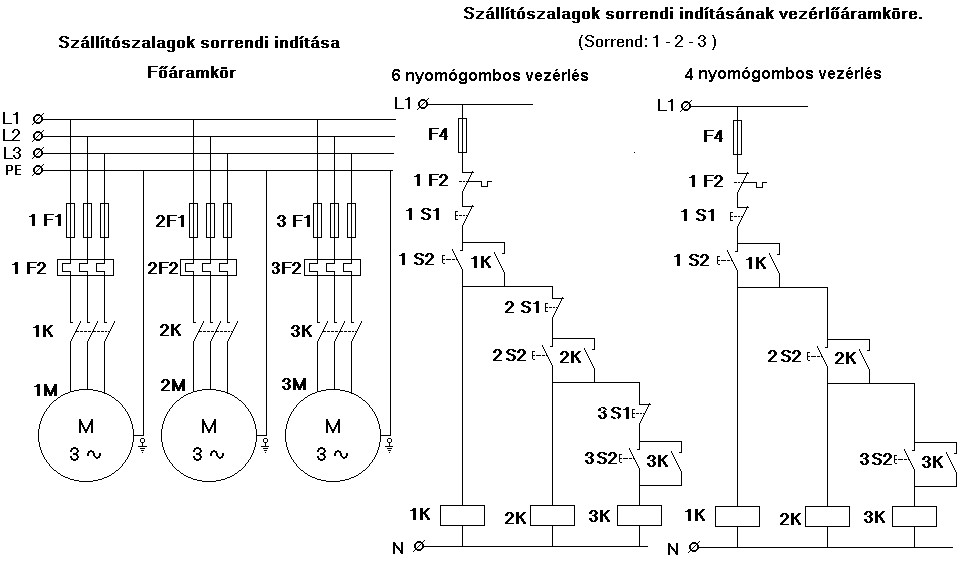 Szállítószalagok sorrendi indításának vezérlőáramköre.
(Sorrend: 1 - 2 - 3 )
Szállítószalagok sorrendi indítása
Főáramkör
L1
L2
L3
PE
1 F1
2F1
3 F1
1 F2
2F2
3F2
1K
2K
3K
1M
2M
3M
M
3 ~
M
3 ~
M
3 ~
6 nyomógombos vezérlés
L1
F4
1 F2
1 S1
1 S2
1K
2 S1
2 S2
2K
3 S1
3S2
3K
1K
2K
3K
N
4 nyomógombos vezérlés
L1
F4
1 F2
1 S1
1 S2
1K
2 S2
2K
3S2
3K
1K
2K
3K
N